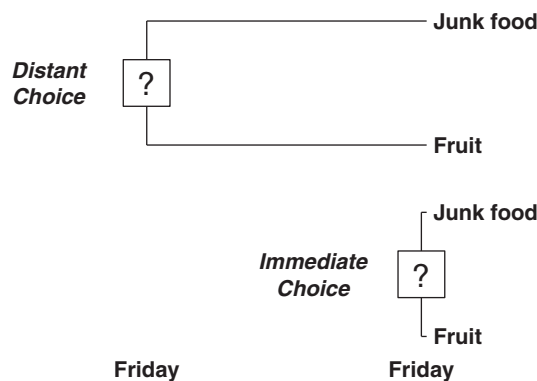 Junk food
Distant
Choice
?
Fruit
Junk food
Immediate
Choice
?
Fruit
Friday Friday